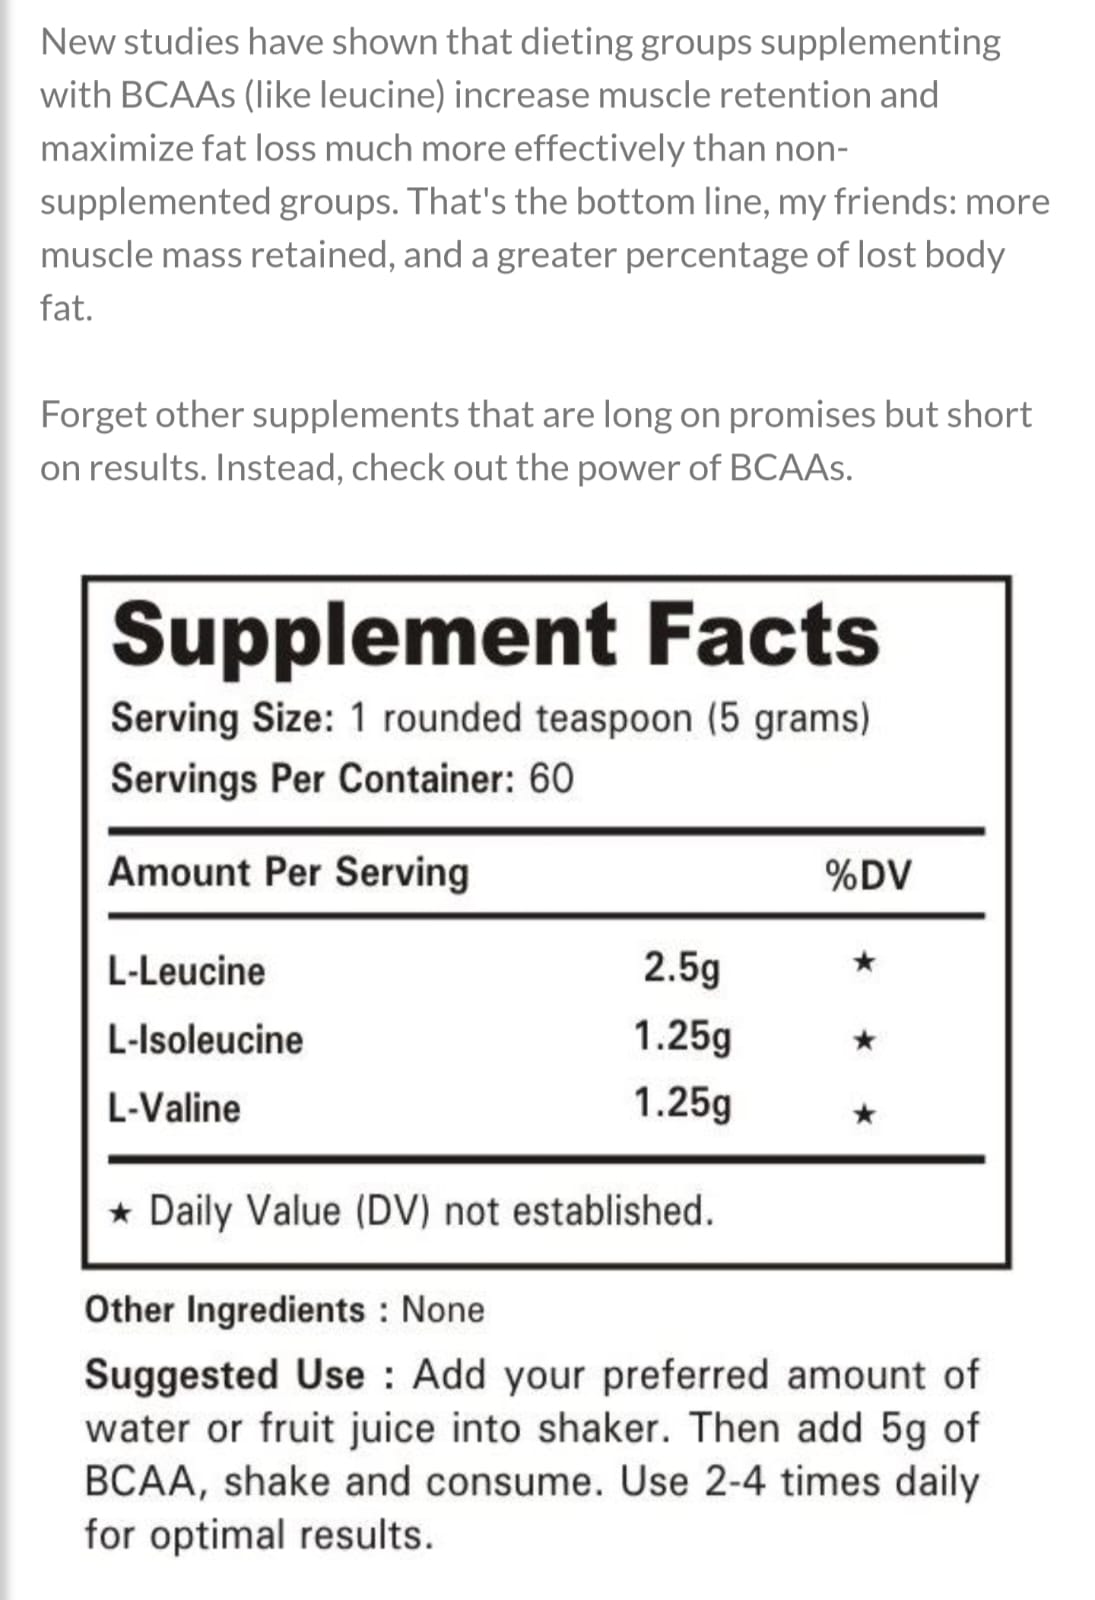 New studies have shown that dieting groups supplementing
with BCAAs (like leucine) increase muscle retention and
maximize fat loss much more effectively than non-
supplemented groups. That's the bottom line, my friends: more
muscle mass retained, and a greater percentage of lost body
fat.
Forget other supplements that are long on promises but short
on results. Instead, check out the power of BCAAs.
Supplement Facts
Serving Size: 1 rounded teaspoon (5 grams)
Servings Per Container: 60
Amount Per Serving %DV
L-Leucine 2.5g ★
L-Isoleucine 1.25g ★
L-Valine 1.25g ★
★ Daily Value (DV) not established.
Other Ingredients : None
Suggested Use : Add your preferred amount of
water or fruit juice into shaker. Then add 5g of
BCAA, shake and consume. Use 2-4 times daily
for optimal results.